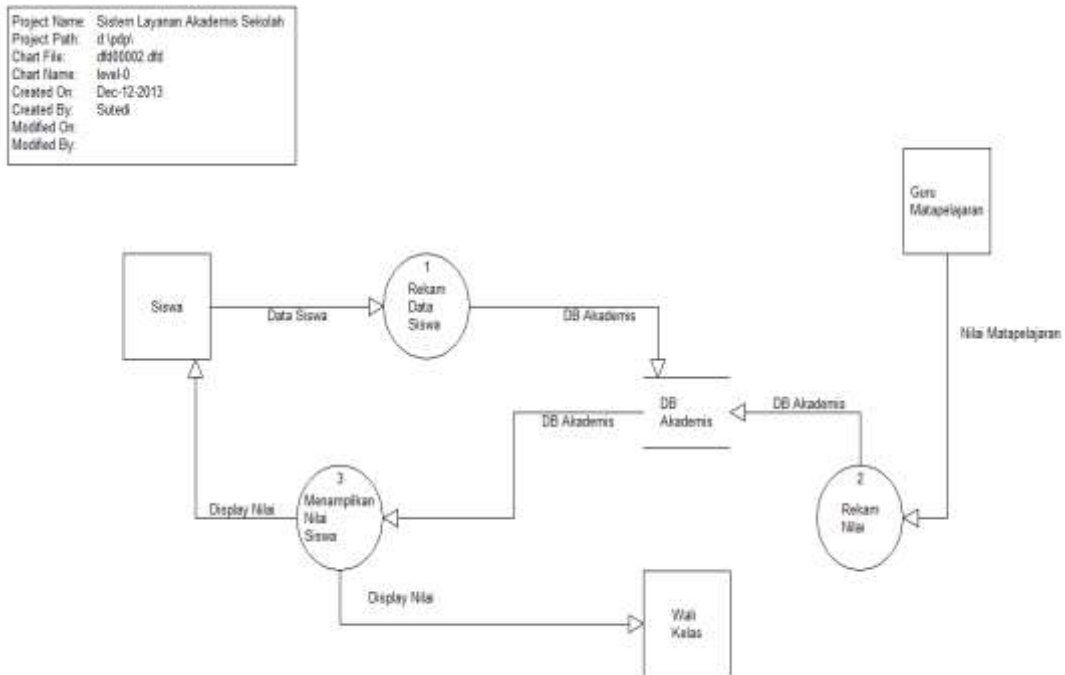 Project Name: Sistem Layanan Akademis Sekolah
Project Path: d:\pdp\
Chart File: dfd00002.dfd
Chart Name: level-0
Created On: Dec-12-2013
Created By: Sutedi
Modified On:
Modified By:
Guru
Matapelajaran
Siswa
Data Siswa
1
Rekam
Data
Siswa
DB Akademis
Nilai Matapelajaran
DB
Akademis
DB Akademis
DB Akademis
2
Rekam
Nilai
3
Menampilkan
Nilai
Siswa
Display Nilai
Display Nilai
Wali
Kelas